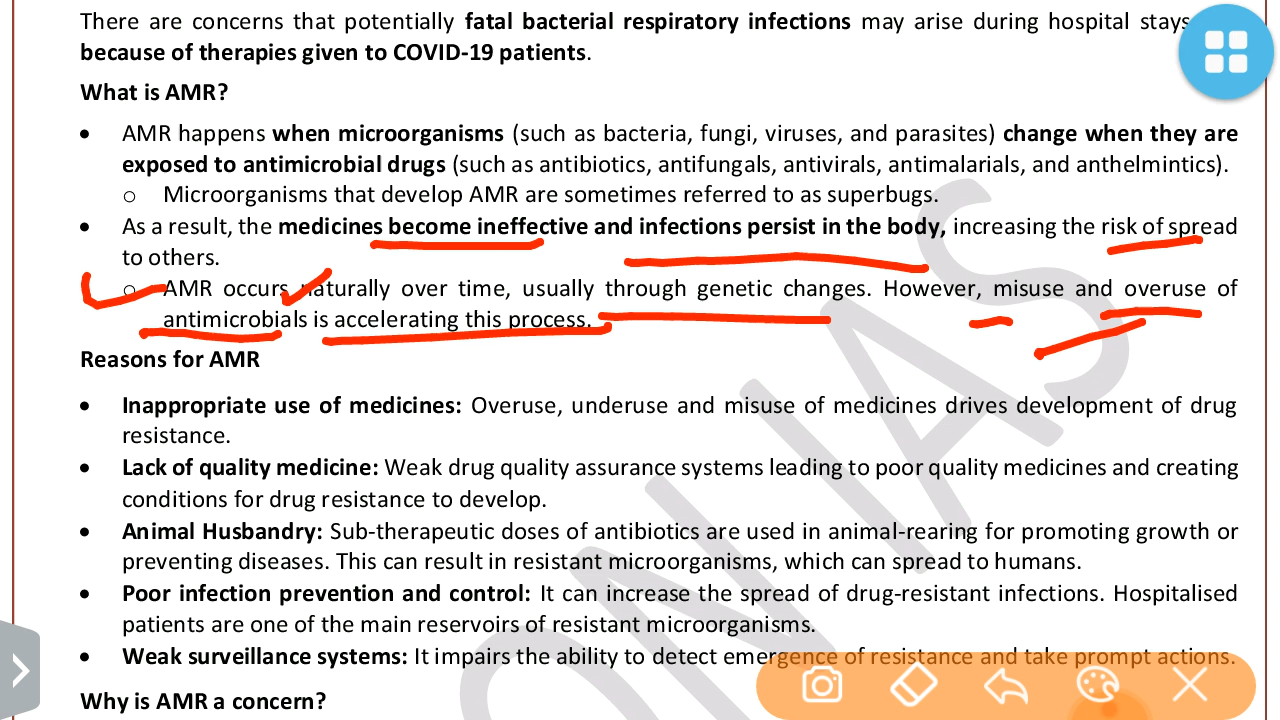 There are concerns that potentially fatal bacterial respiratory infections may arise during hospital stays
because of therapies given to COVID-19 patients.
What is AMR?
• AMR happens when microorganisms (such as bacteria, fungi, viruses, and parasites) change when they are
exposed to antimicrobial drugs (such as antibiotics, antifungals, antivirals, antimalarials, and anthelmintics).
o Microorganisms that develop AMR are sometimes referred to as superbugs.
• As a result, the medicines become ineffective and infections persist in the body, increasing the risk of spread
to others.
o AMR occurs naturally over time, usually through genetic changes. However, misuse and overuse of
antimicrobials is accelerating this process.
Reasons for AMR
• Inappropriate use of medicines: Overuse, underuse and misuse of medicines drives development of drug
resistance.
• Lack of quality medicine: Weak drug quality assurance systems leading to poor quality medicines and creating
conditions for drug resistance to develop.
• Animal Husbandry: Sub-therapeutic doses of antibiotics are used in animal-rearing for promoting growth or
preventing diseases. This can result in resistant microorganisms, which can spread to humans.
• Poor infection prevention and control: It can increase the spread of drug-resistant infections. Hospitalised
patients are one of the main reservoirs of resistant microorganisms.
• Weak surveillance systems: It impairs the ability to detect emergence of resistance and take prompt actions.
Why is AMR a concern?
IAS